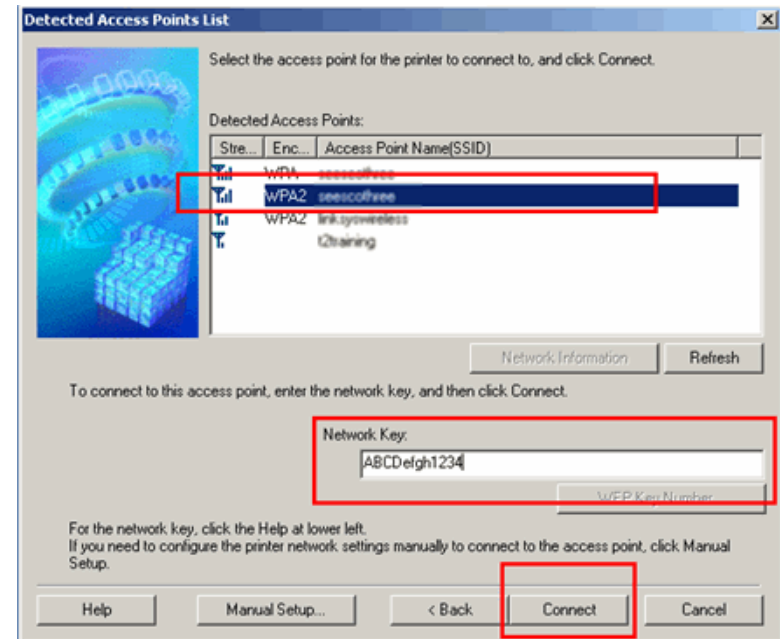 Detected Access Points List
Select the access point for the printer to connect to, and click Connect.
Detected Access Points:
Stre... Enc... Access Point Name(SSID)
WPA
WPA2 seescothree
WPA2 linksyswireless
t2training
Network Information Refresh
To connect to this access point, enter the network key, and then click Connect.
Network Key:
ABCDefgh1234
WEP Key Number...
For the network key, click the Help at lower left.
If you need to configure the printer network settings manually to connect to the access point, click Manual
Setup.
Help Manual Setup... < Back Connect Cancel